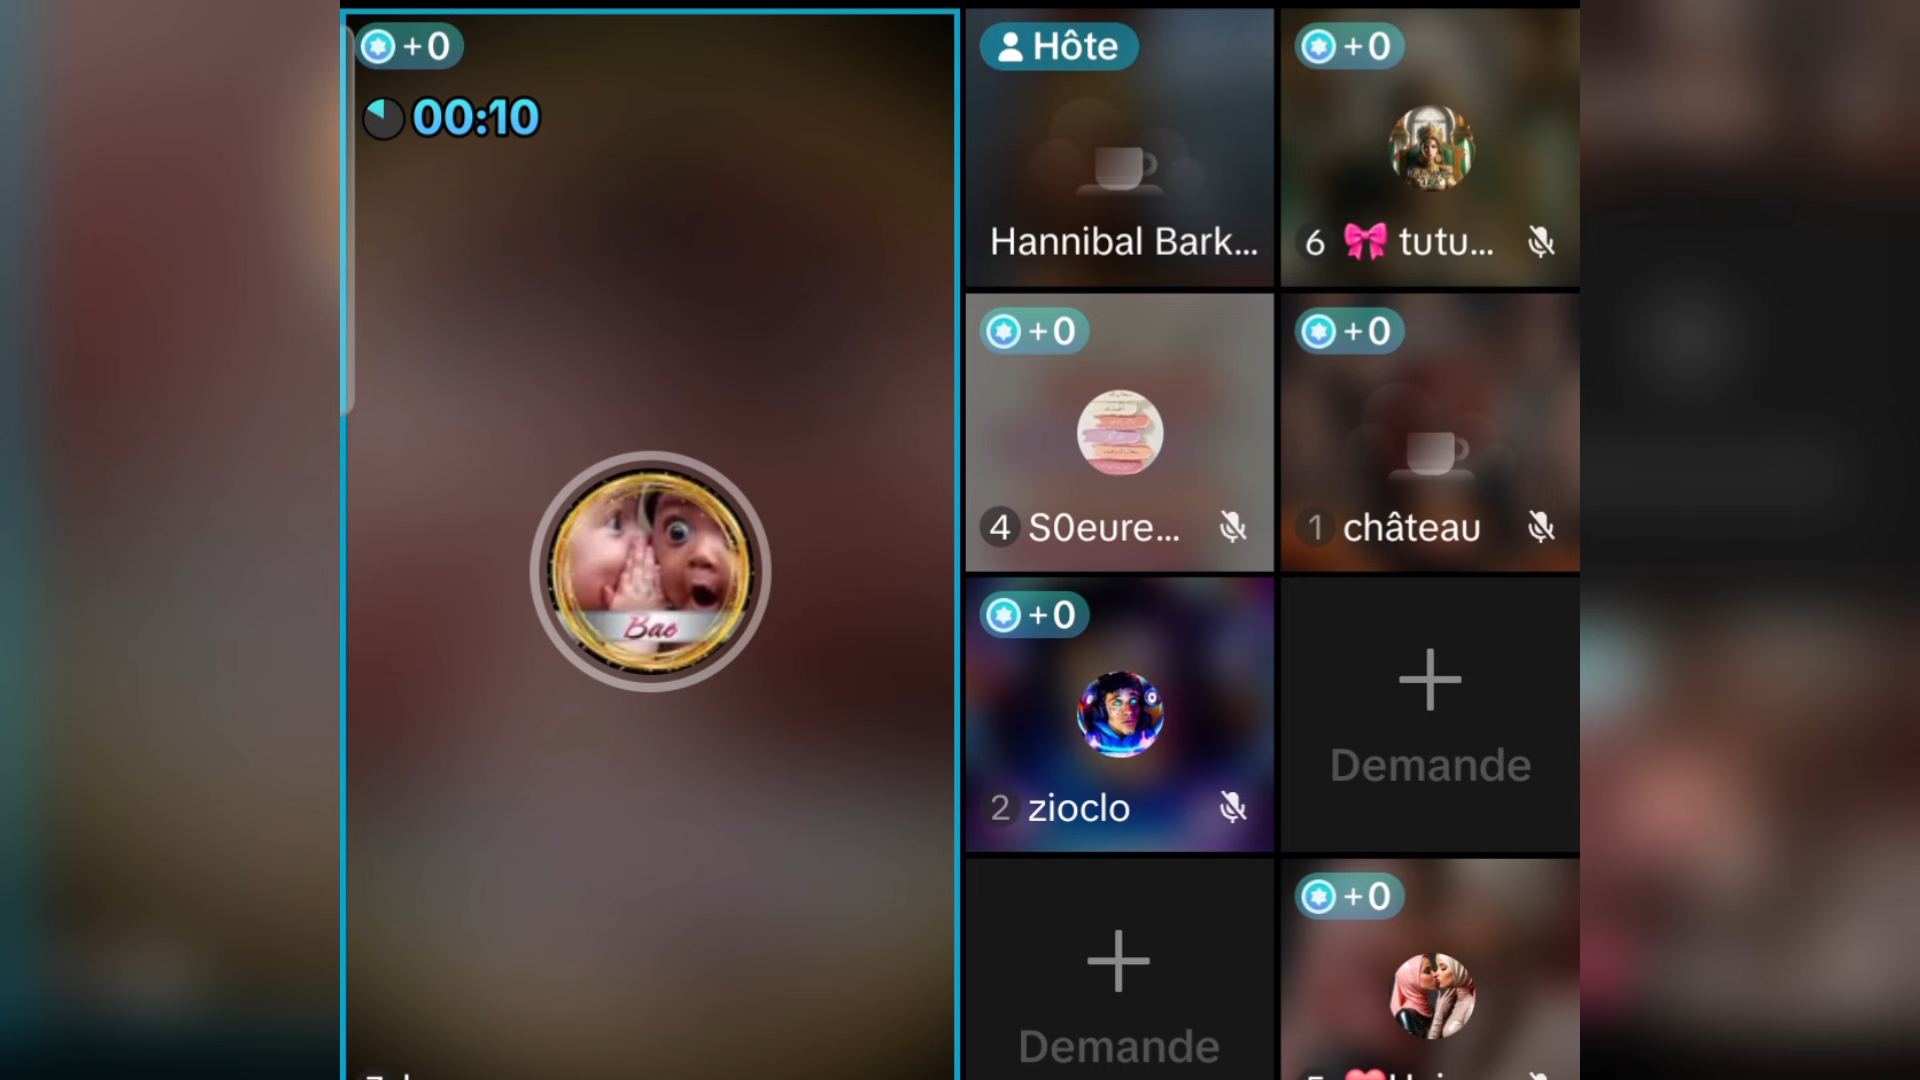 +0
00:10
Bae
Hôte
Hannibal Bark...
+0
6 🎀 tutu...
+0
4 S0eure...
+0
1 château
+0
2 zioclo
Demande
Demande
+0